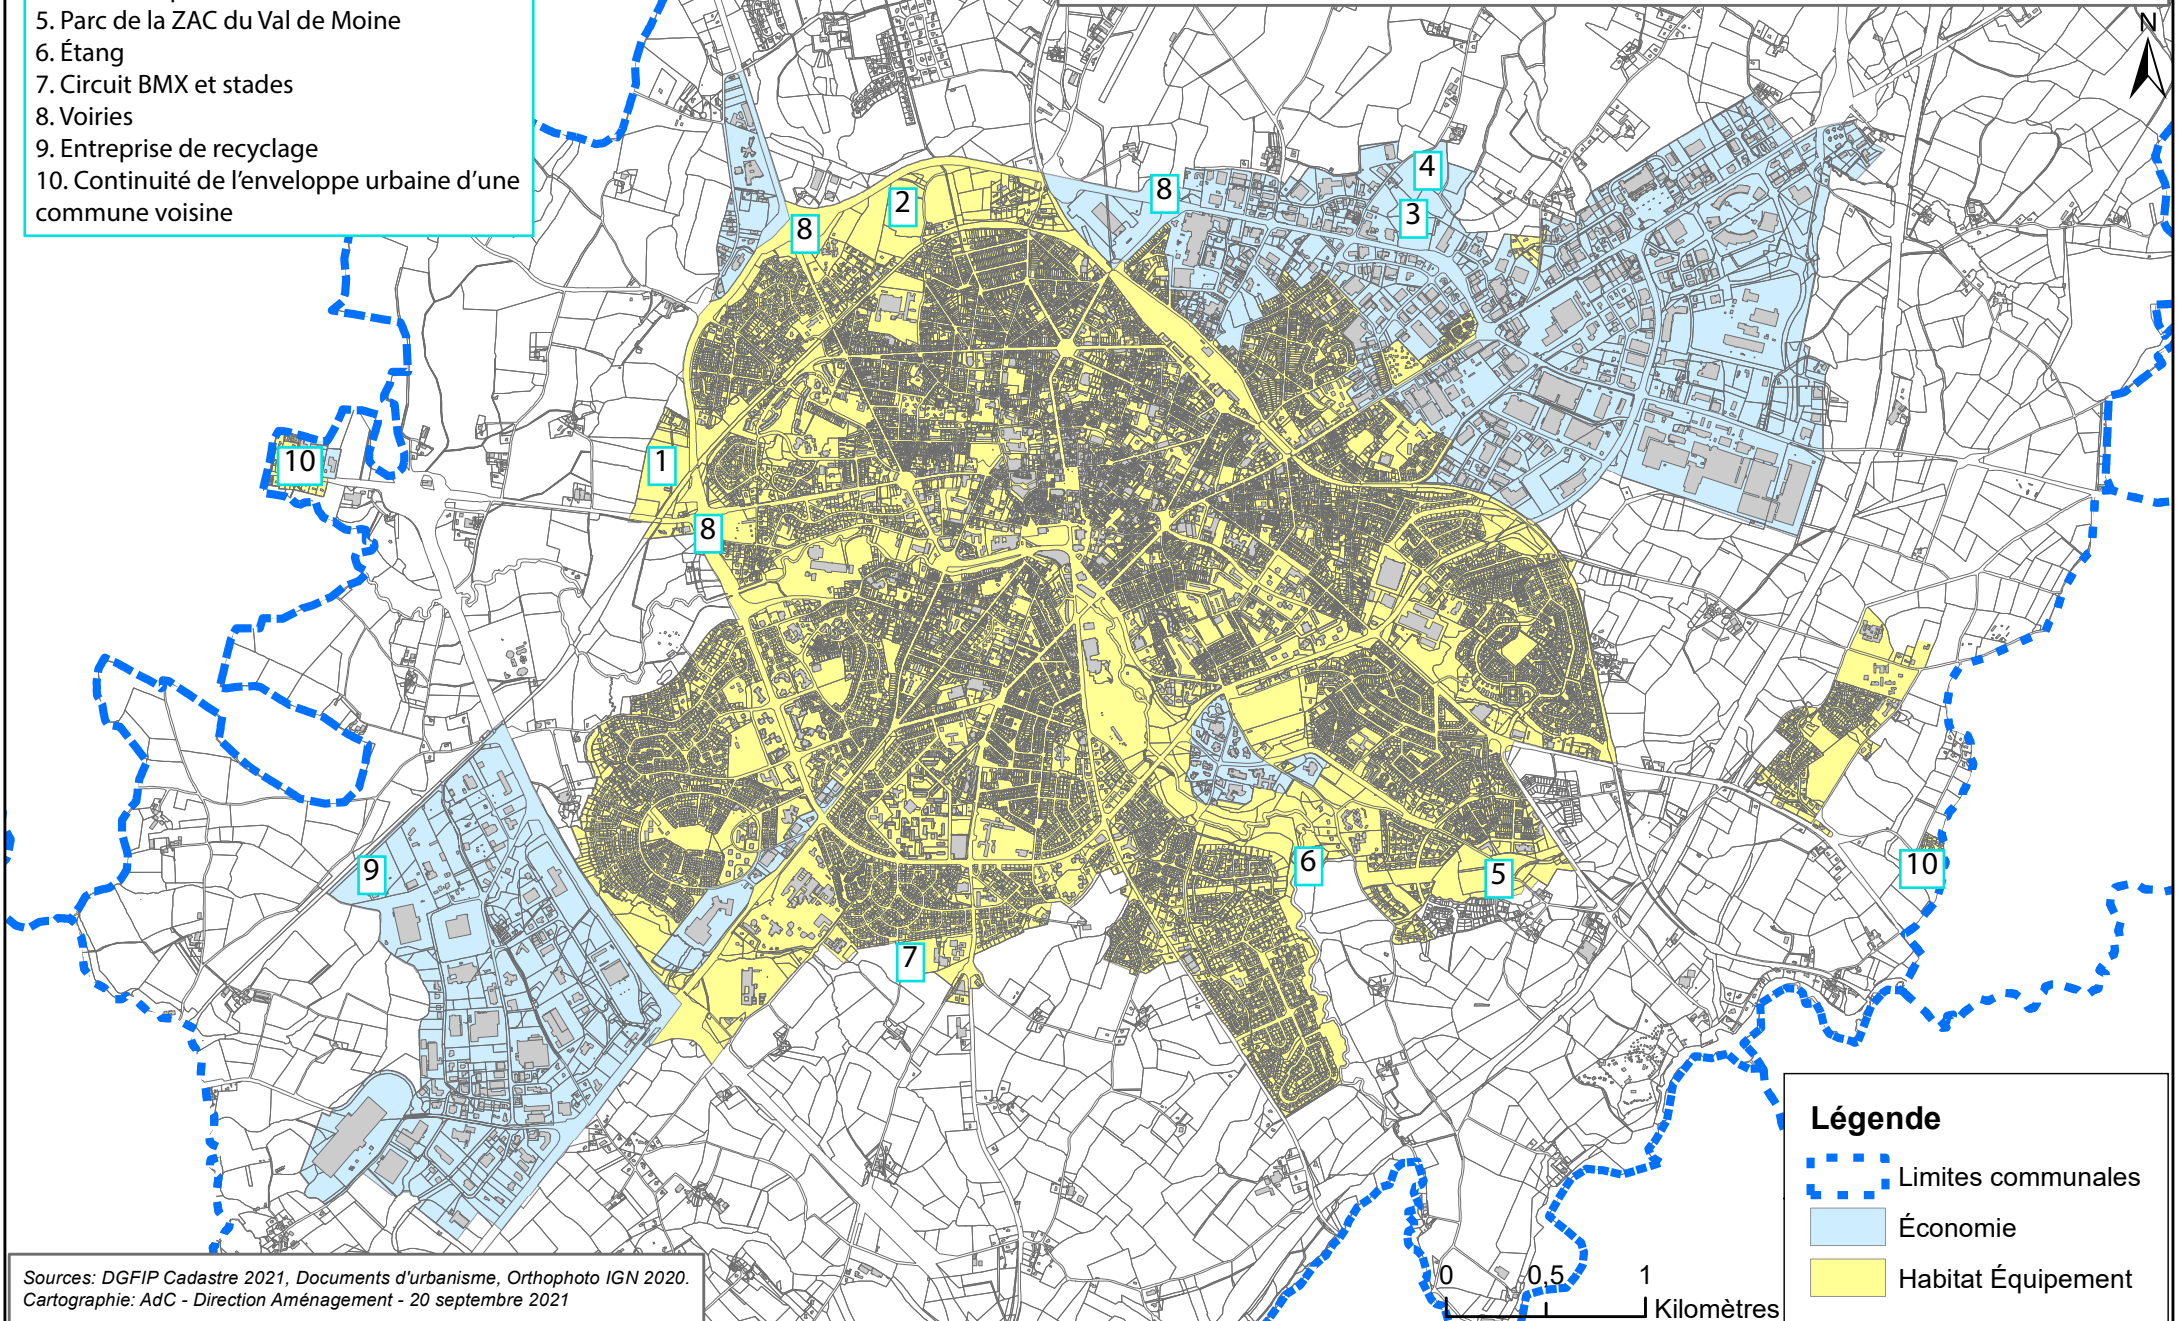 5. Parc de la ZAC du Val de Moine
6. Étang
7. Circuit BMX et stades
8. Voiries
9. Entreprise de recyclage
10. Continuité de l’enveloppe urbaine d’une
commune voisine
N
4
8
2
3
8
10
1
8
9
6
5
10
7
Légende
Limites communales
Économie
Habitat Équipement
0 0,5 1
Kilomètres
Sources: DGFIP Cadastre 2021, Documents d'urbanisme, Orthophoto IGN 2020.
Cartographie: AdC - Direction Aménagement - 20 septembre 2021